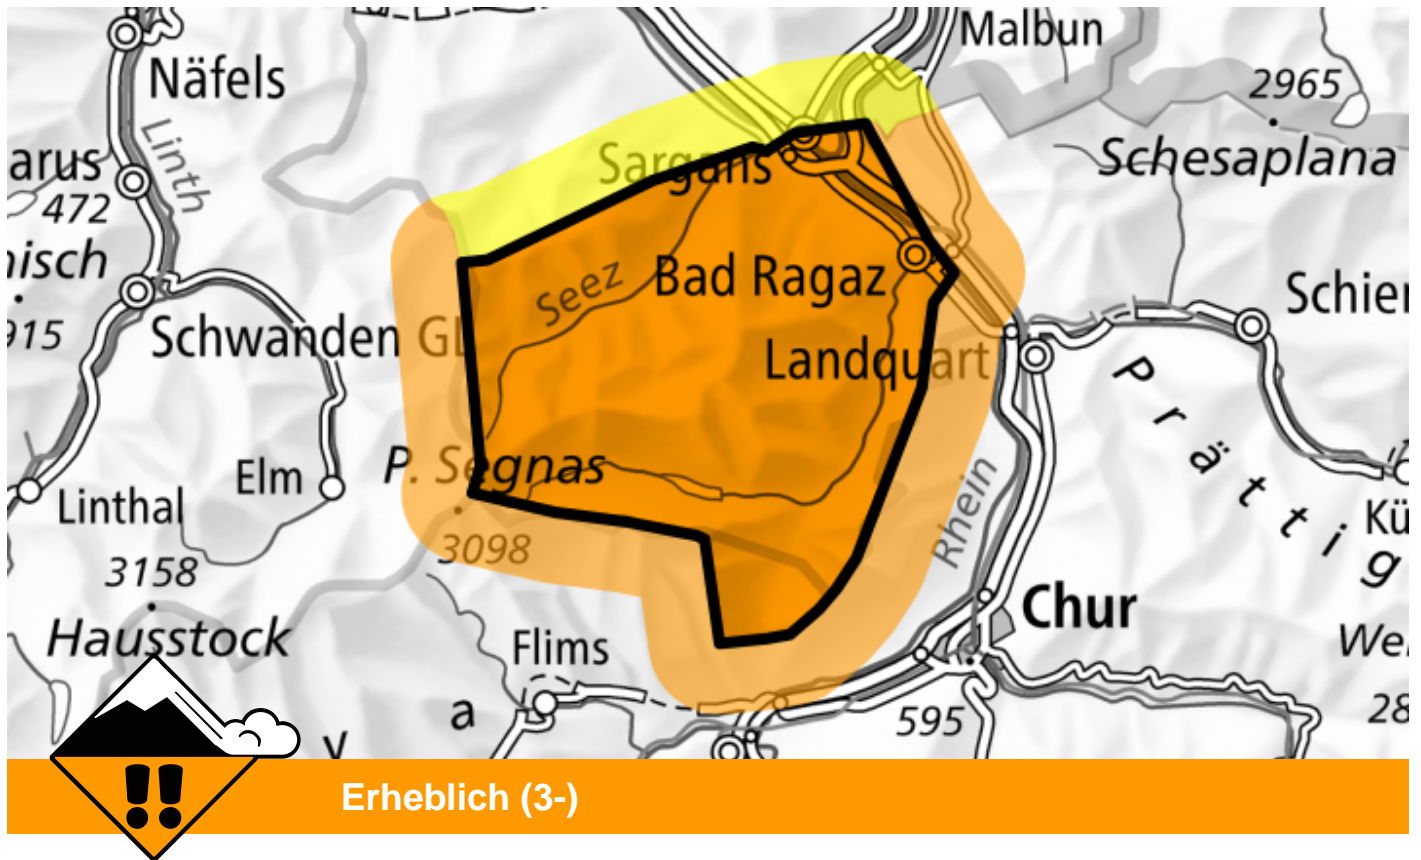 Malbun
Näfels
2965
Linth
arus
Sargans
Schesaplana
472
nisch
Seez
Bad Ragaz
915
Schwanden GL
Schier
Landquart
Prättig
P. Segnas
Elm
Linthal
Rhein
Kü
3098
3158
Chur
Hausstock
Flims
We
a
595
28
v
Erheblich (3-)